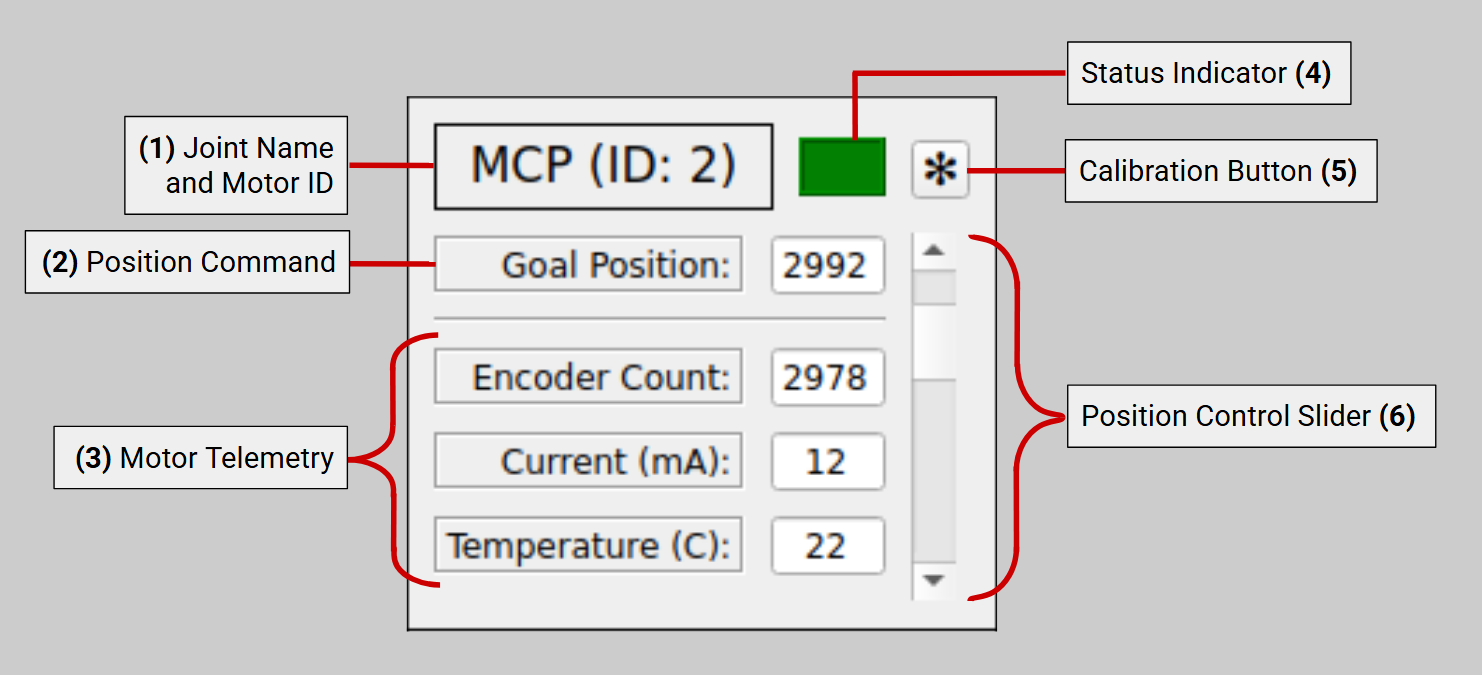 Status Indicator (4)
(1) Joint Name
and Motor ID
MCP (ID: 2)
*
Calibration Button (5)
(2) Position Command
Goal Position: 2992
Encoder Count: 2978
(3) Motor Telemetry
Current (mA): 12
Position Control Slider (6)
Temperature (C): 22